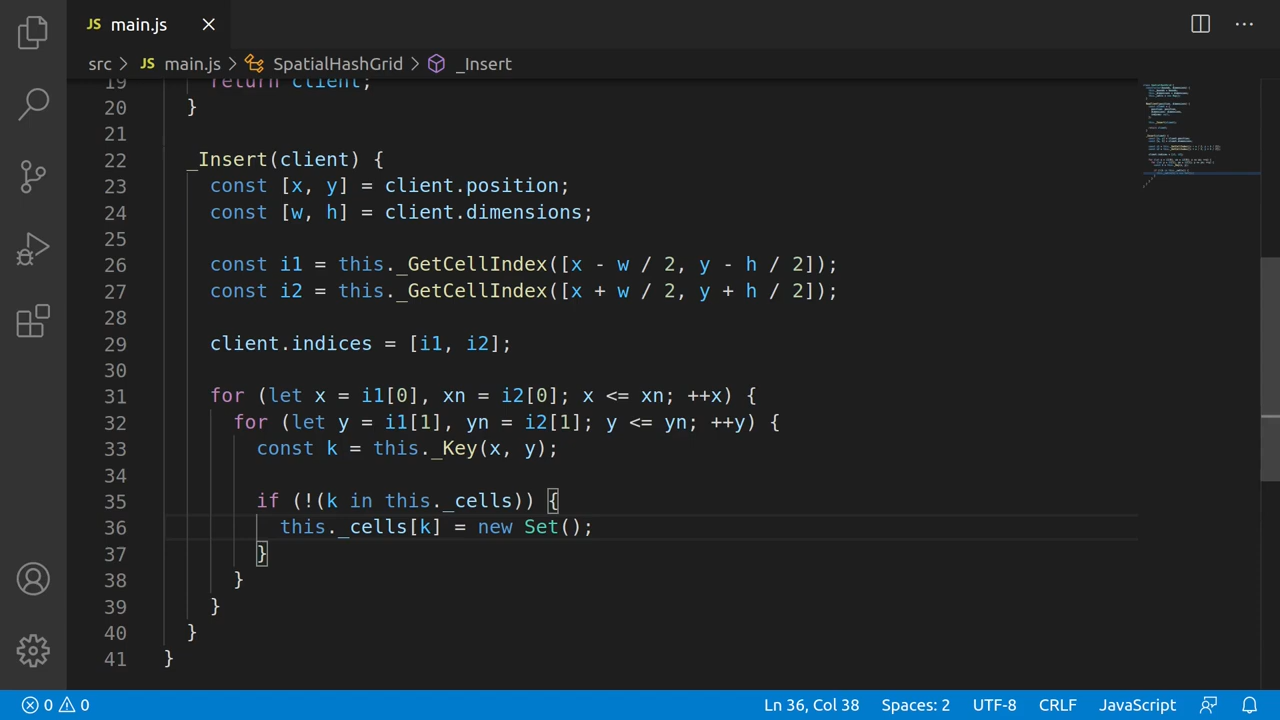 JS main.js
src > JS main.js > SpatialHashGrid > _Insert
19 return client;
20 }
21
22 _Insert(client) {
23 const [x, y] = client.position;
24 const [w, h] = client.dimensions;
25
26 const i1 = this._GetCellIndex([x - w / 2, y - h / 2]);
27 const i2 = this._GetCellIndex([x + w / 2, y + h / 2]);
28
29 client.indices = [i1, i2];
30
31 for (let x = i1[0], xn = i2[0]; x <= xn; ++x) {
32 for (let y = i1[1], yn = i2[1]; y <= yn; ++y) {
33 const k = this._Key(x, y);
34
35 if (!(k in this._cells)) {
36 this._cells[k] = new Set();
37 }
38 }
39 }
40 }
41 }
0 0 Ln 36, Col 38 Spaces: 2 UTF-8 CRLF JavaScript